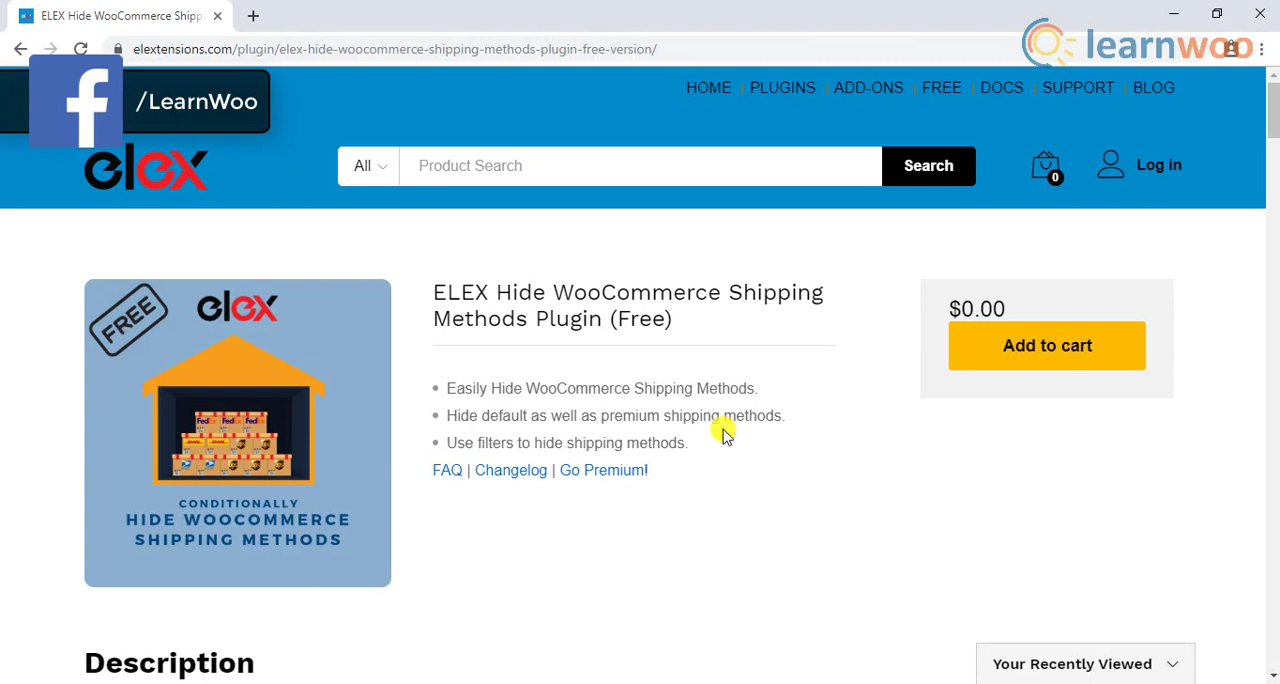 ELEX Hide WooCommerce Shipp
elextensions.com/plugin/elex-hide-woocommerce-shipping-methods-plugin-free-version/
learnwoo
f /LearnWoo
HOME PLUGINS ADD-ONS FREE DOCS SUPPORT BLOG
elex
All Product Search Search
0
Log in
FREE
elex
FedEx FedEx FedEx
CONDITIONALLY
HIDE WOOCOMMERCE
SHIPPING METHODS
ELEX Hide WooCommerce Shipping
Methods Plugin (Free)
Easily Hide WooCommerce Shipping Methods.
Hide default as well as premium shipping methods.
Use filters to hide shipping methods.
FAQ | Changelog | Go Premium!
$0.00
Add to cart
Description
Your Recently Viewed